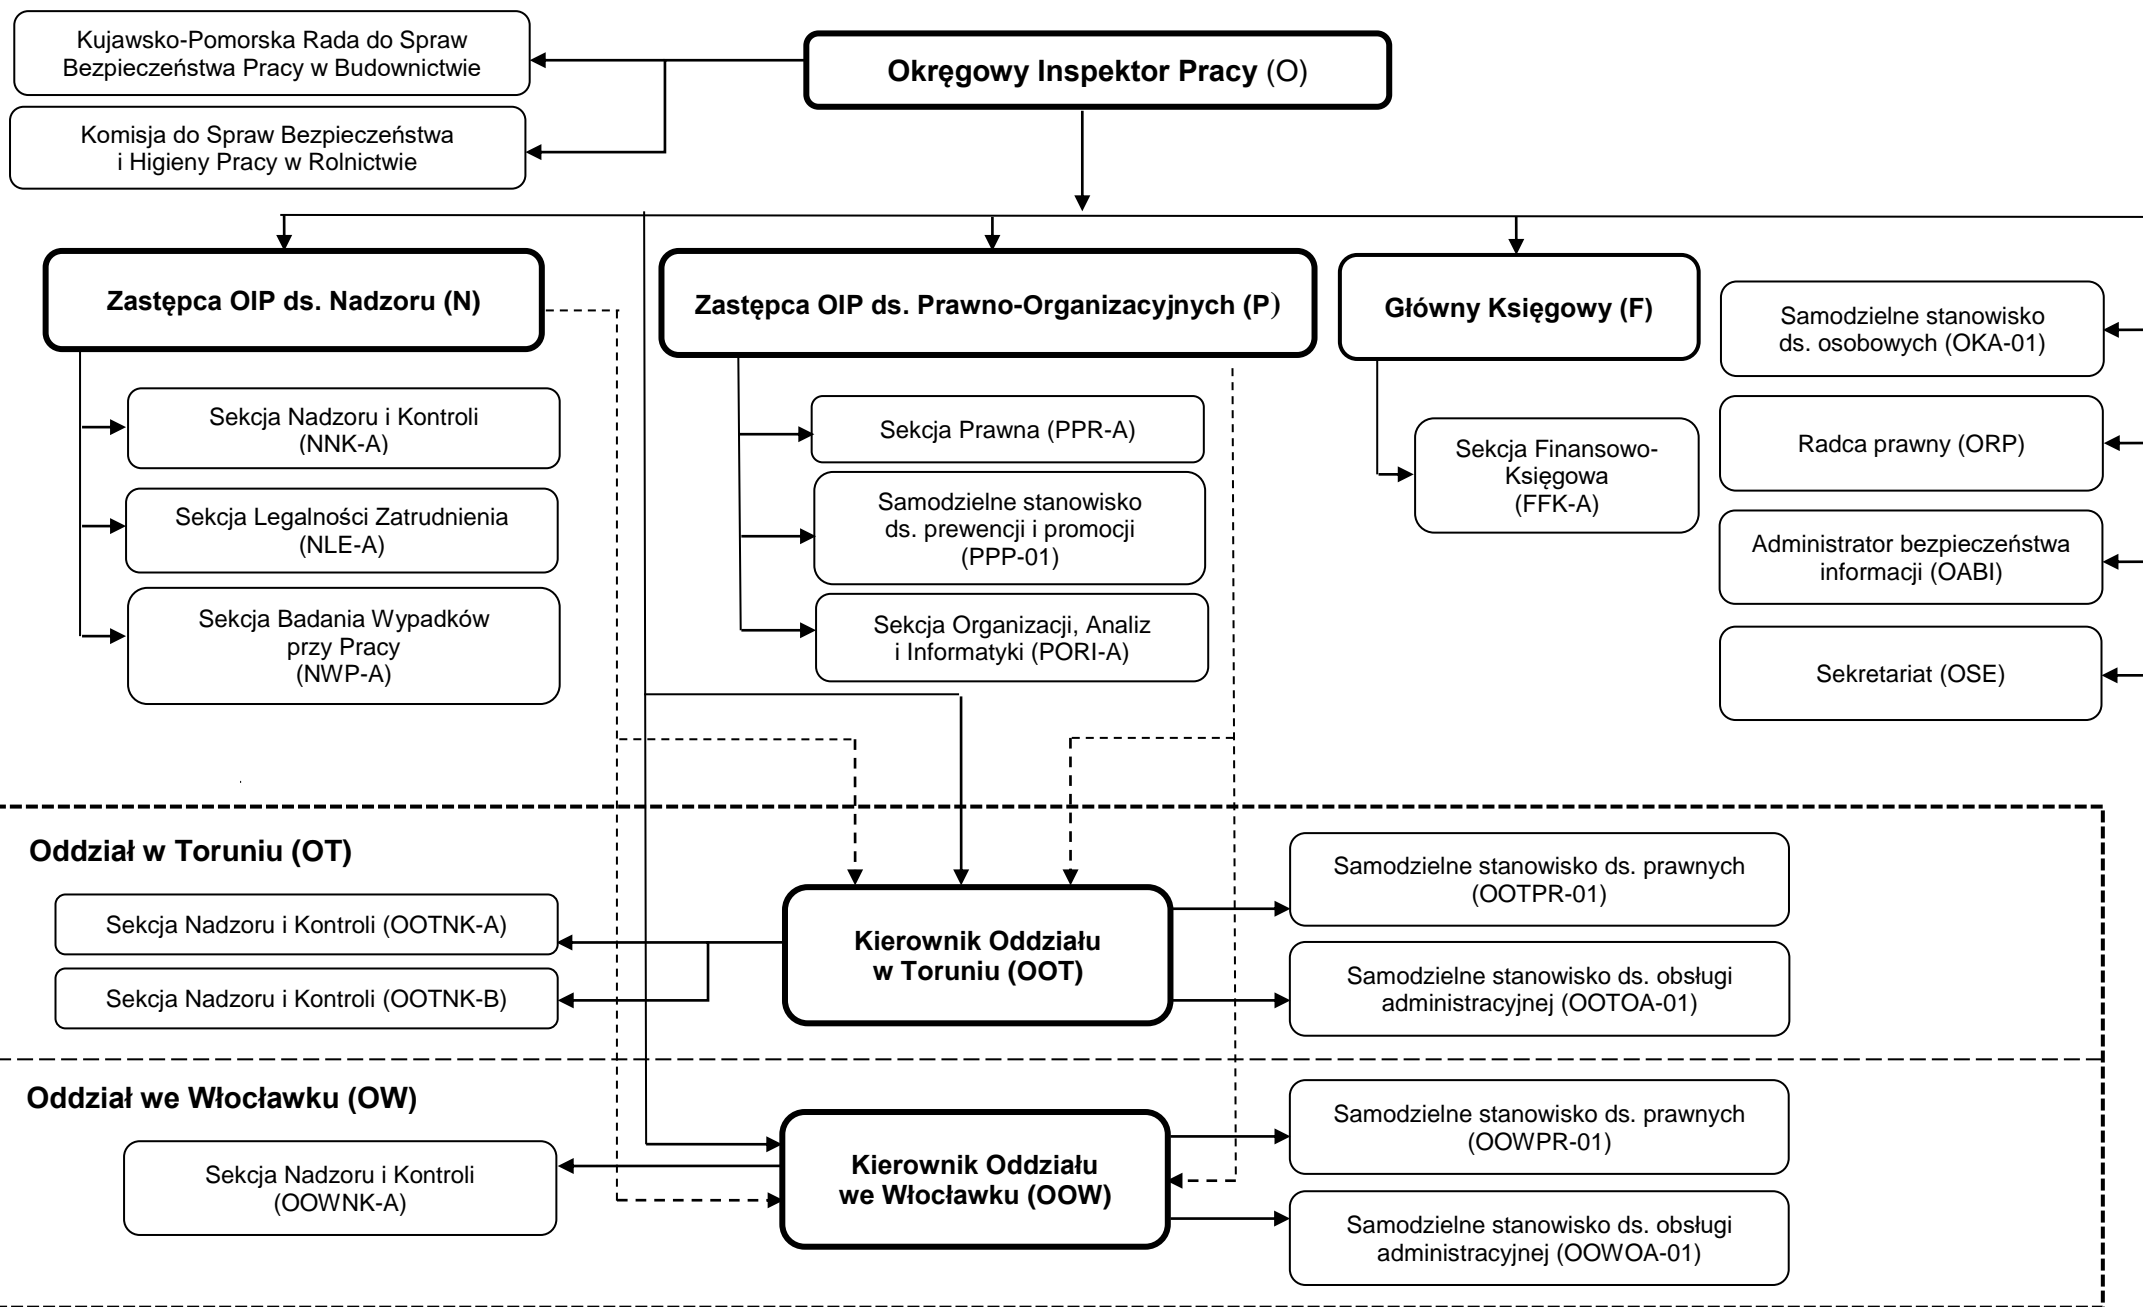 Kujawsko-Pomorska Rada do Spraw
Bezpieczeństwa Pracy w Budownictwie
Okręgowy Inspektor Pracy (O)
Komisja do Spraw Bezpieczeństwa
i Higieny Pracy w Rolnictwie
Zastępca OIP ds. Nadzoru (N)
Zastępca OIP ds. Prawno-Organizacyjnych (P)
Główny Księgowy (F)
Samodzielne stanowisko
ds. osobowych (OKA-01)
Sekcja Nadzoru i Kontroli
(NNK-A)
Sekcja Prawna (PPR-A)
Sekcja Finansowo-
Księgowa
(FFK-A)
Radca prawny (ORP)
Sekcja Legalności Zatrudnienia
(NLE-A)
Samodzielne stanowisko
ds. prewencji i promocji
(PPP-01)
Administrator bezpieczeństwa
informacji (OABI)
Sekcja Badania Wypadków
przy Pracy
(NWP-A)
Sekcja Organizacji, Analiz
i Informatyki (PORI-A)
Sekretariat (OSE)
Oddział w Toruniu (OT)
Sekcja Nadzoru i Kontroli (OOTNK-A)
Sekcja Nadzoru i Kontroli (OOTNK-B)
Kierownik Oddziału
w Toruniu (OOT)
Samodzielne stanowisko ds. prawnych
(OOTPR-01)
Samodzielne stanowisko ds. obsługi
administracyjnej (OOTOA-01)
Oddział we Włocławku (OW)
Sekcja Nadzoru i Kontroli
(OOWNK-A)
Kierownik Oddziału
we Włocławku (OOW)
Samodzielne stanowisko ds. prawnych
(OOWPR-01)
Samodzielne stanowisko ds. obsługi
administracyjnej (OOWOA-01)